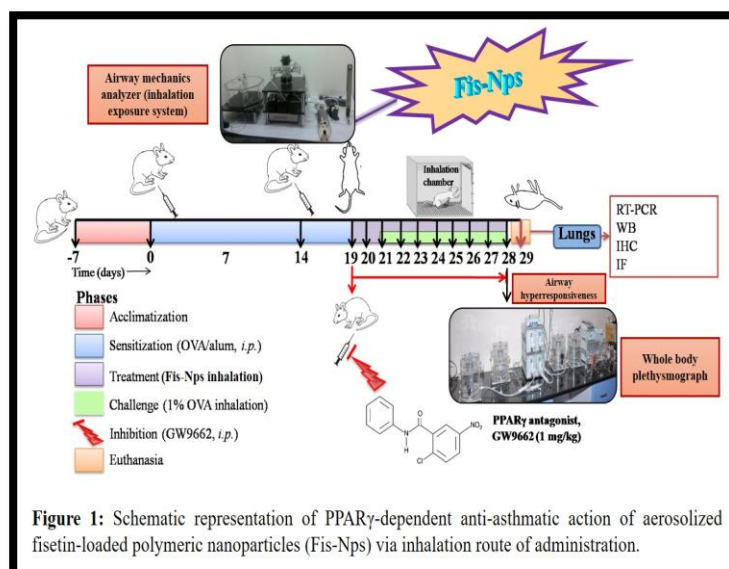 Airway mechanics
analyzer (inhalation
exposure system)
Fis-Nps
Inhalation
chamber
-7
0
7
14
19 20 21 22 23 24 25 26 27 28 29
Time (days)
Lungs
RT-PCR
WB
IHC
IF
Phases
Acclimatization
Sensitization (OVA/alum, i.p.)
Treatment (Fis-Nps inhalation)
Challenge (1% OVA inhalation)
Inhibition (GW9662, i.p.)
Euthanasia
Airway
hyperresponsiveness
Whole body
plethysmograph
O
NO₂
N
H
Cl
PPARγ antagonist,
GW9662 (1 mg/kg)
Figure 1: Schematic representation of PPARγ-dependent anti-asthmatic action of aerosolized
fisetin-loaded polymeric nanoparticles (Fis-Nps) via inhalation route of administration.